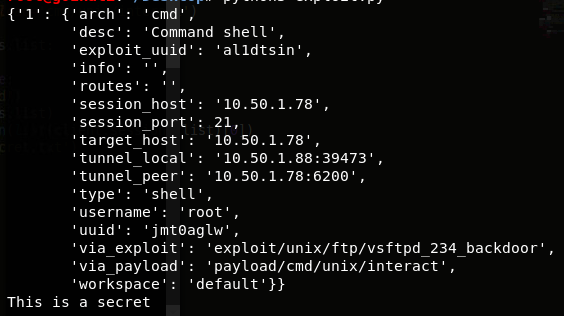 {'1': {'arch': 'cmd',
'desc': 'Command shell',
'exploit_uuid': 'al1dtsin',
'info': '',
'routes': '',
'session_host': '10.50.1.78',
'session_port': 21,
'target_host': '10.50.1.78',
'tunnel_local': '10.50.1.88:39473',
'tunnel_peer': '10.50.1.78:6200',
'type': 'shell',
'username': 'root',
'uuid': 'jmt0aglw',
'via_exploit': 'exploit/unix/ftp/vsftpd_234_backdoor',
'via_payload': 'payload/cmd/unix/interact',
'workspace': 'default'}}
This is a secret